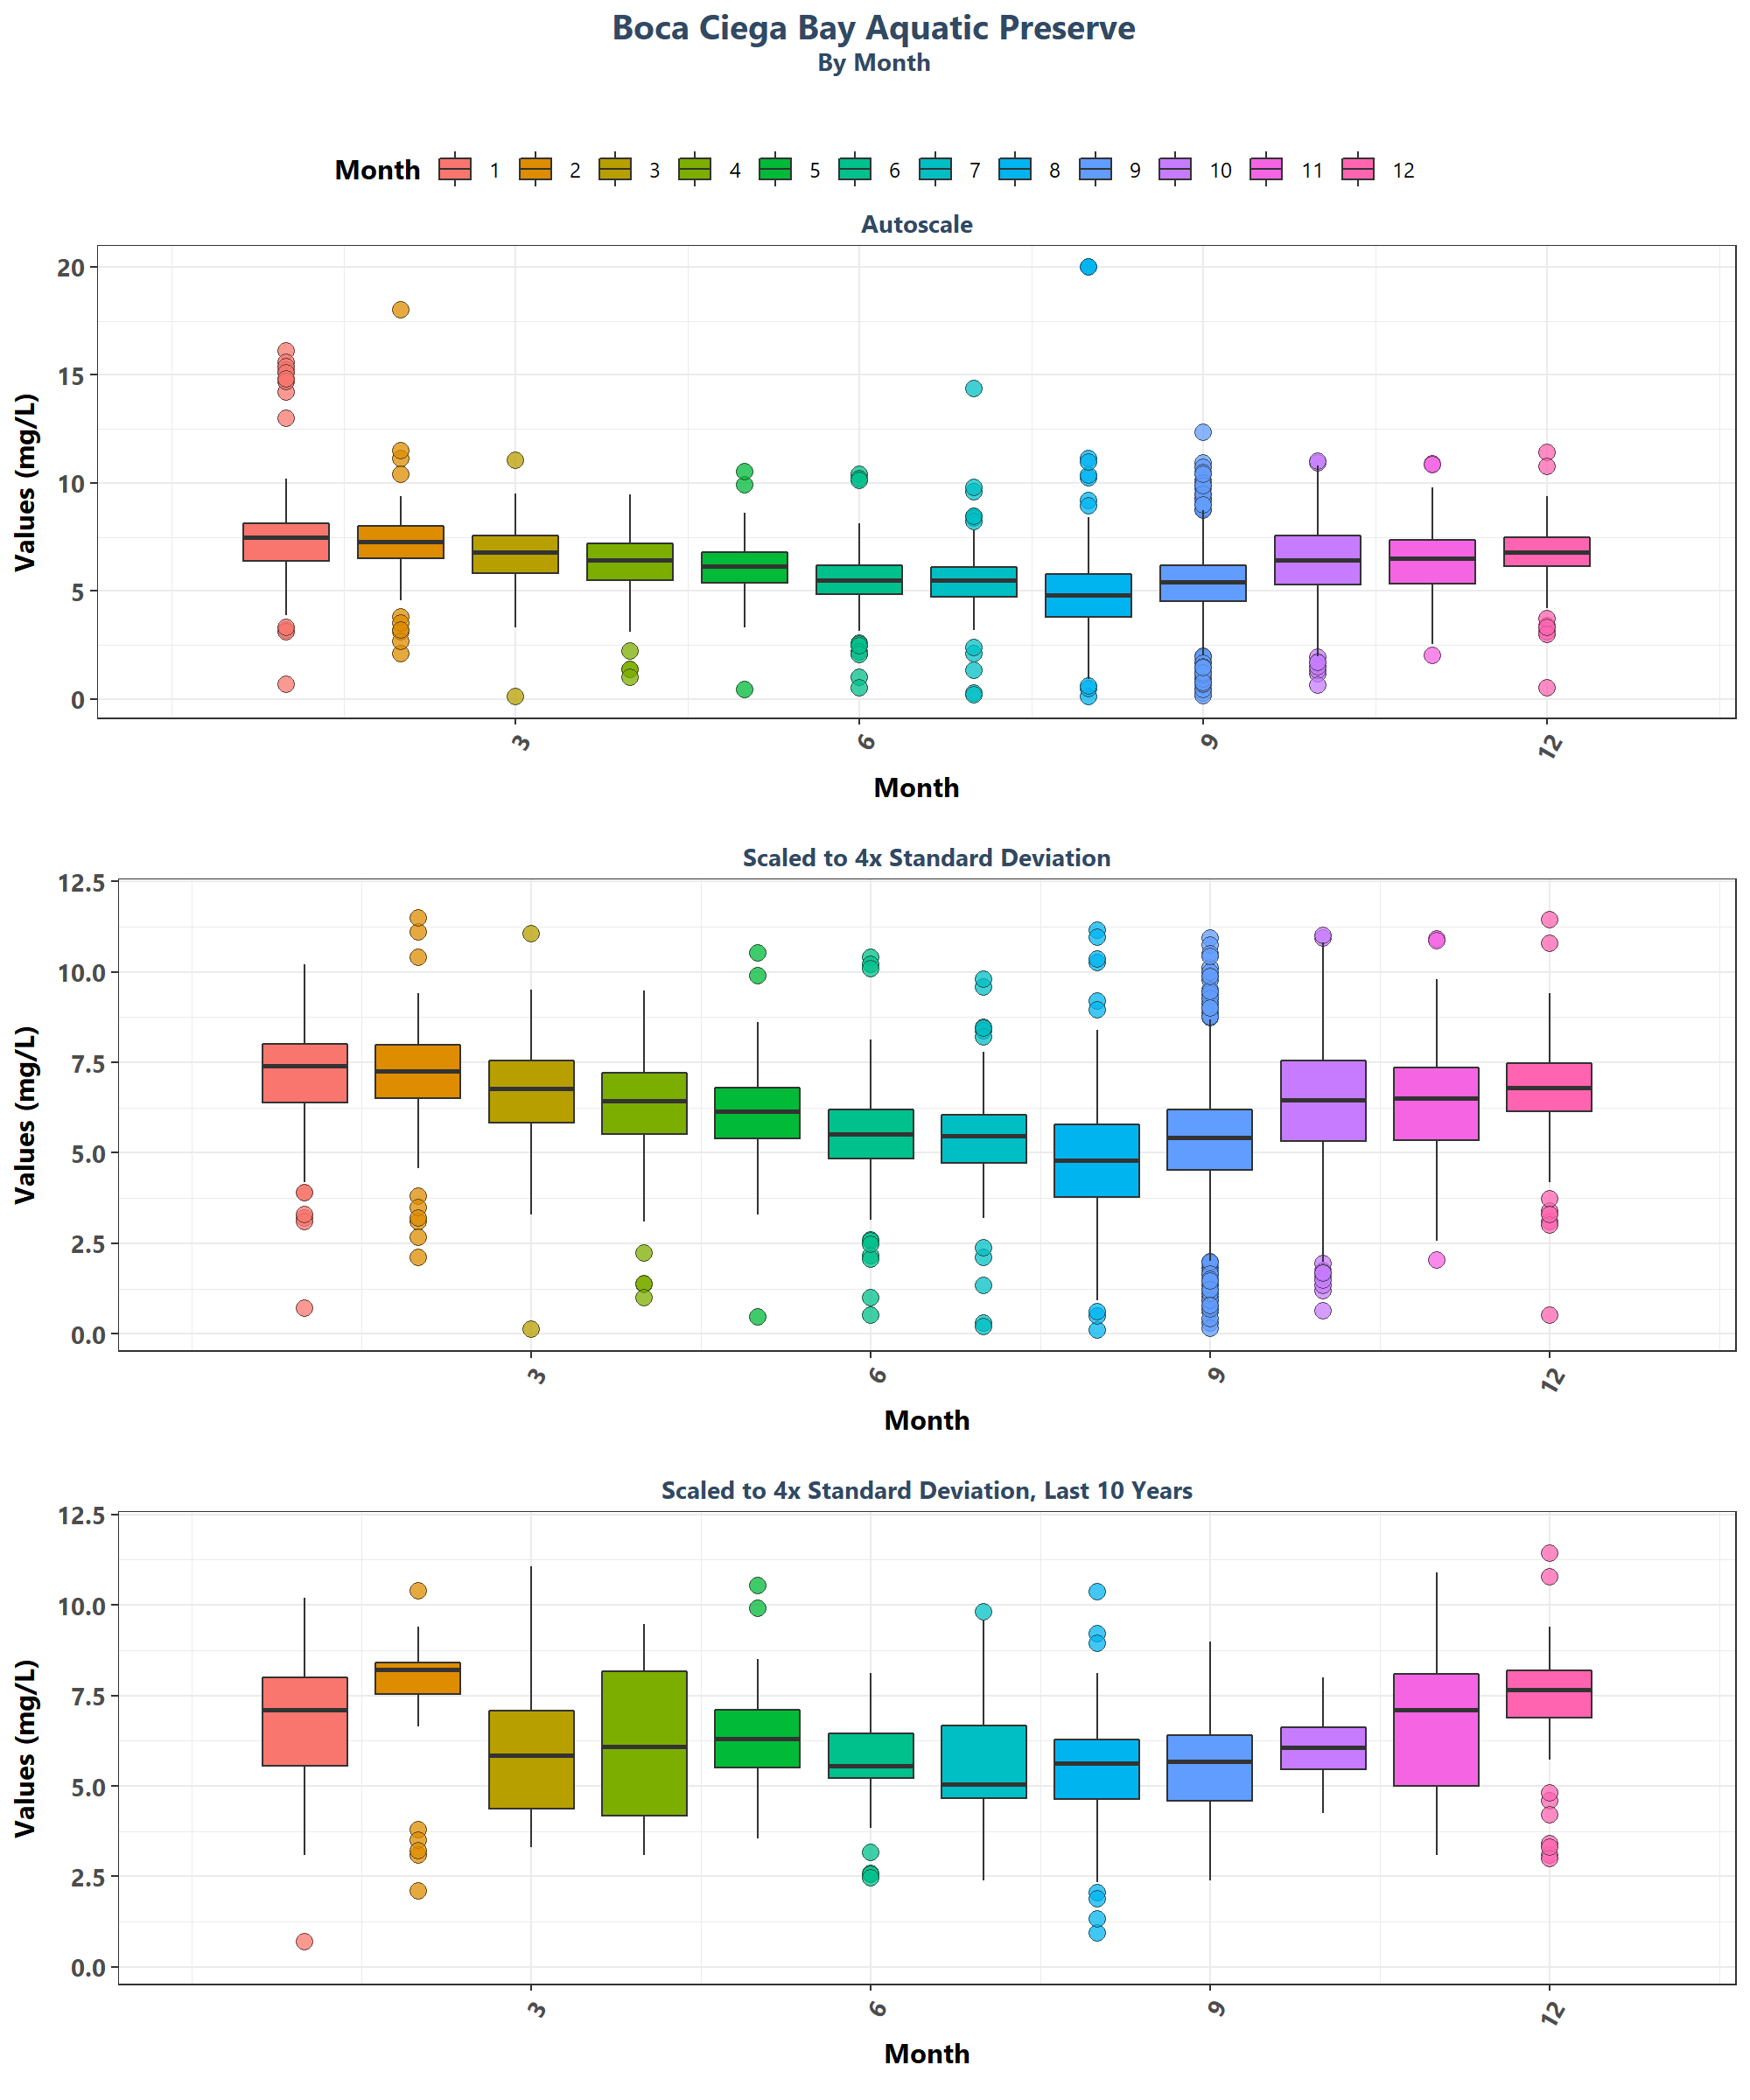 Boca Ciega Bay Aquatic Preserve
By Month
Month 1 2 3 4 5 6 7 8 9 10 11 12
Autoscale
Values (mg/L)
20
15
10
5
0
3 6 9 12
Month
Scaled to 4x Standard Deviation
Values (mg/L)
12.5
10.0
7.5
5.0
2.5
0.0
3 6 9 12
Month
Scaled to 4x Standard Deviation, Last 10 Years
Values (mg/L)
12.5
10.0
7.5
5.0
2.5
0.0
3 6 9 12
Month